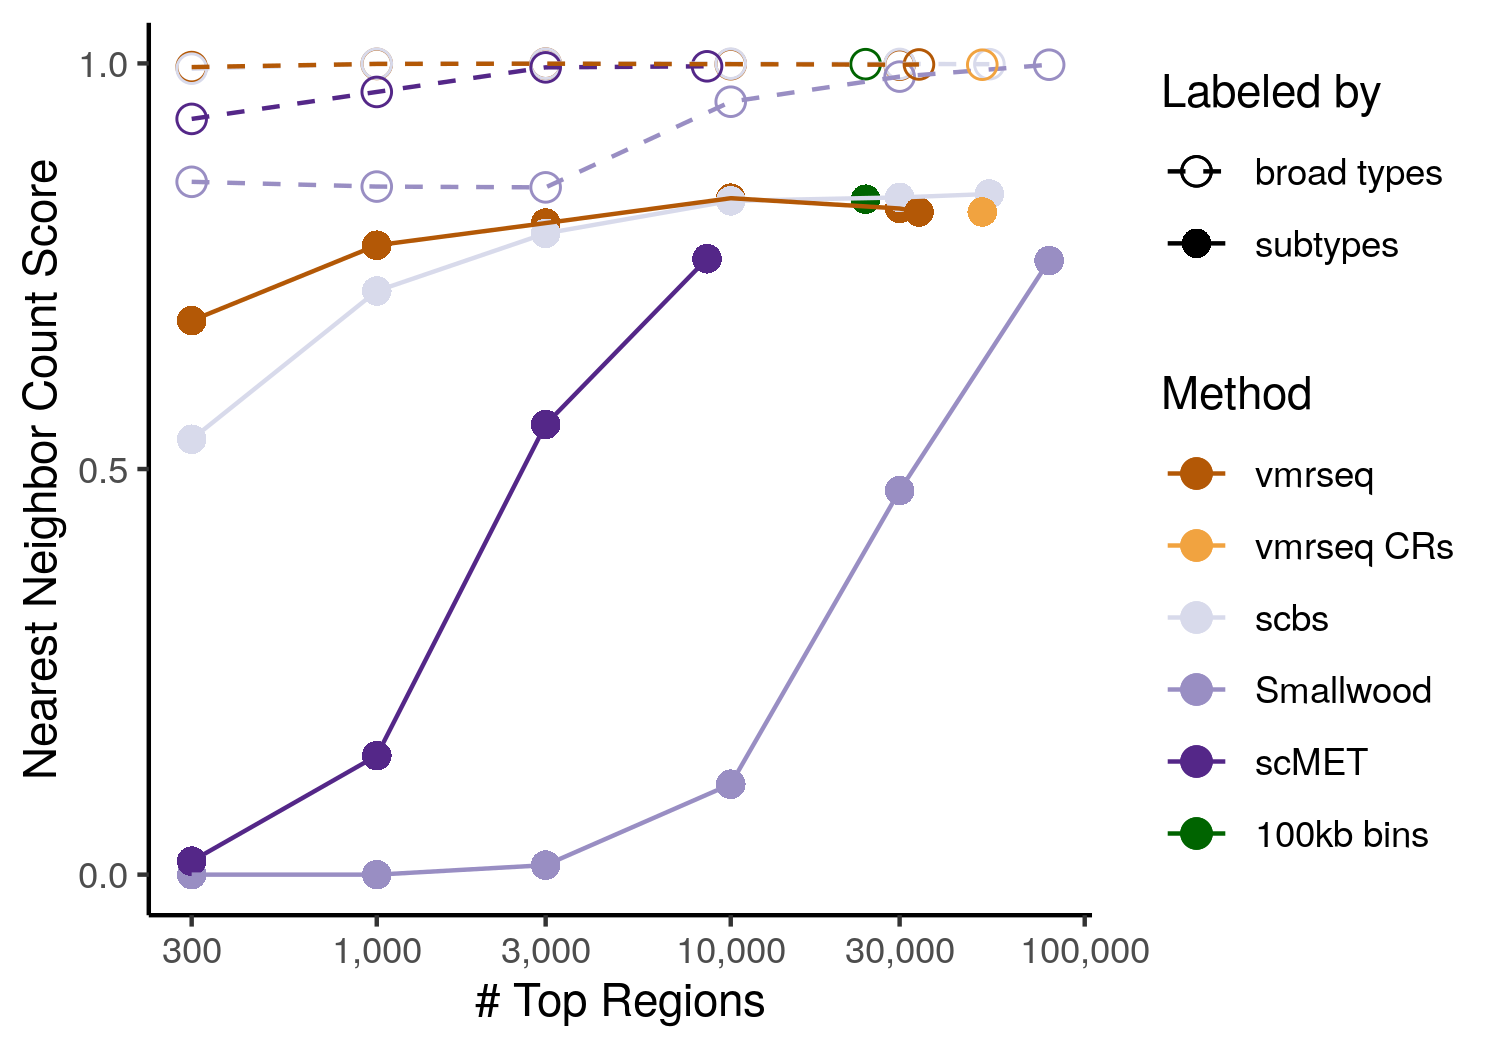 Nearest Neighbor Count Score
1.0
0.5
0.0
300
1,000
3,000
10,000
30,000
100,000
# Top Regions
Labeled by
broad types
subtypes
Method
vmrseq
vmrseq CRs
scbs
Smallwood
scMET
100kb bins